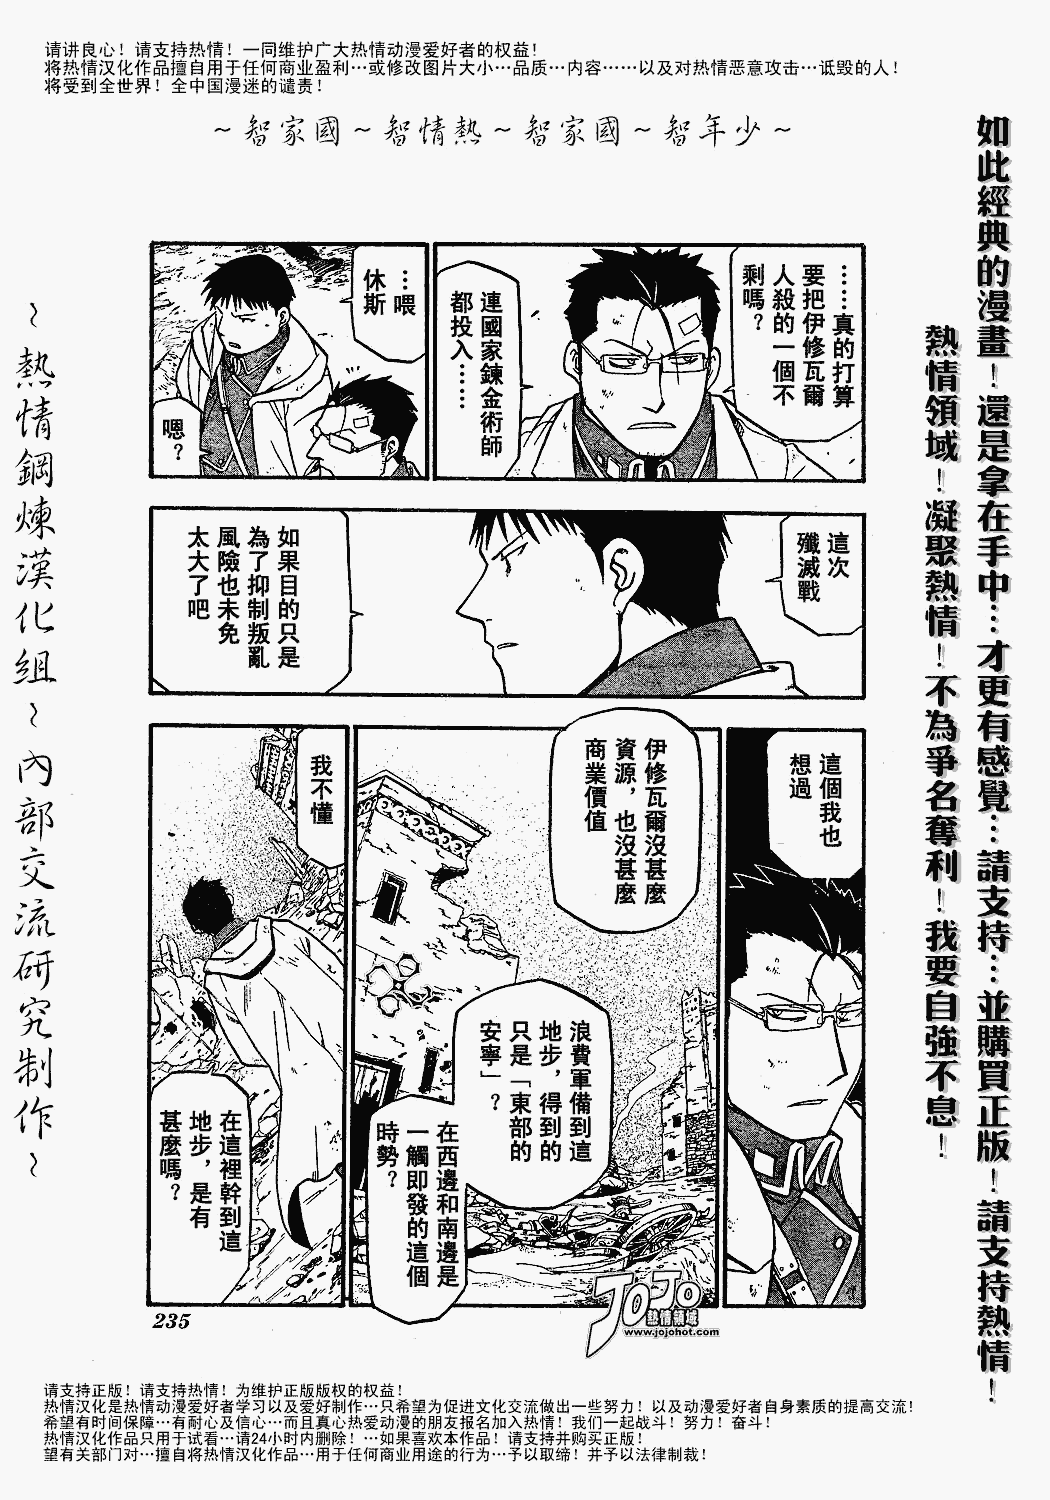 请讲良心！请支持热情！一同维护广大热情动漫爱好者的权益！
将热情汉化作品擅自用于任何商业盈利…或修改图片大小…品质…内容……以及对热情恶意攻击…诋毁的人！
将受到全世界！全中国漫迷的谴责！
～智家國～智情熱～智家國～智年少～
如此經典的漫畫！還是拿在手中…才更有感覺…請支持…並購買正版！請支持熱情！
熱情領域！凝聚熱情！不為爭名奪利！我要自強不息！
……真的打算
要把伊修瓦爾
人殺的一個不
剩嗎？
連國家鍊金術師
都投入……
…喂
休斯
嗯？
這次
殲滅戰
如果目的只是
為了抑制叛亂
風險也未免
太大了吧
這個我也
想過
伊修瓦爾沒甚麼
資源，也沒甚麼
商業價值
浪費軍備到這
地步，得到的
只是「東部的
安寧」？
在西邊和南邊是
一觸即發的這個
時勢？
我不懂
在這裡幹到這
地步，是有
甚麼嗎？
235
JOJO
熱情領域
www.jojohot.com
～熱情鋼煉漢化組～內部交流研究制作～
请支持正版！请支持热情！为维护正版版权的权益！
热情汉化是热情动漫爱好者学习以及爱好制作…只希望为促进文化交流做出一些努力！以及动漫爱好者自身素质的提高交流！
希望有时间保障…有耐心及信心…而且真心热爱动漫的朋友报名加入热情！我们一起战斗！努力！奋斗！
热情汉化作品只用于试看…请24小时内删除！…如果喜欢本作品！请支持并购买正版！
望有关部门对…擅自将热情汉化作品…用于任何商业用途的行为…予以取缔！并予以法律制裁！